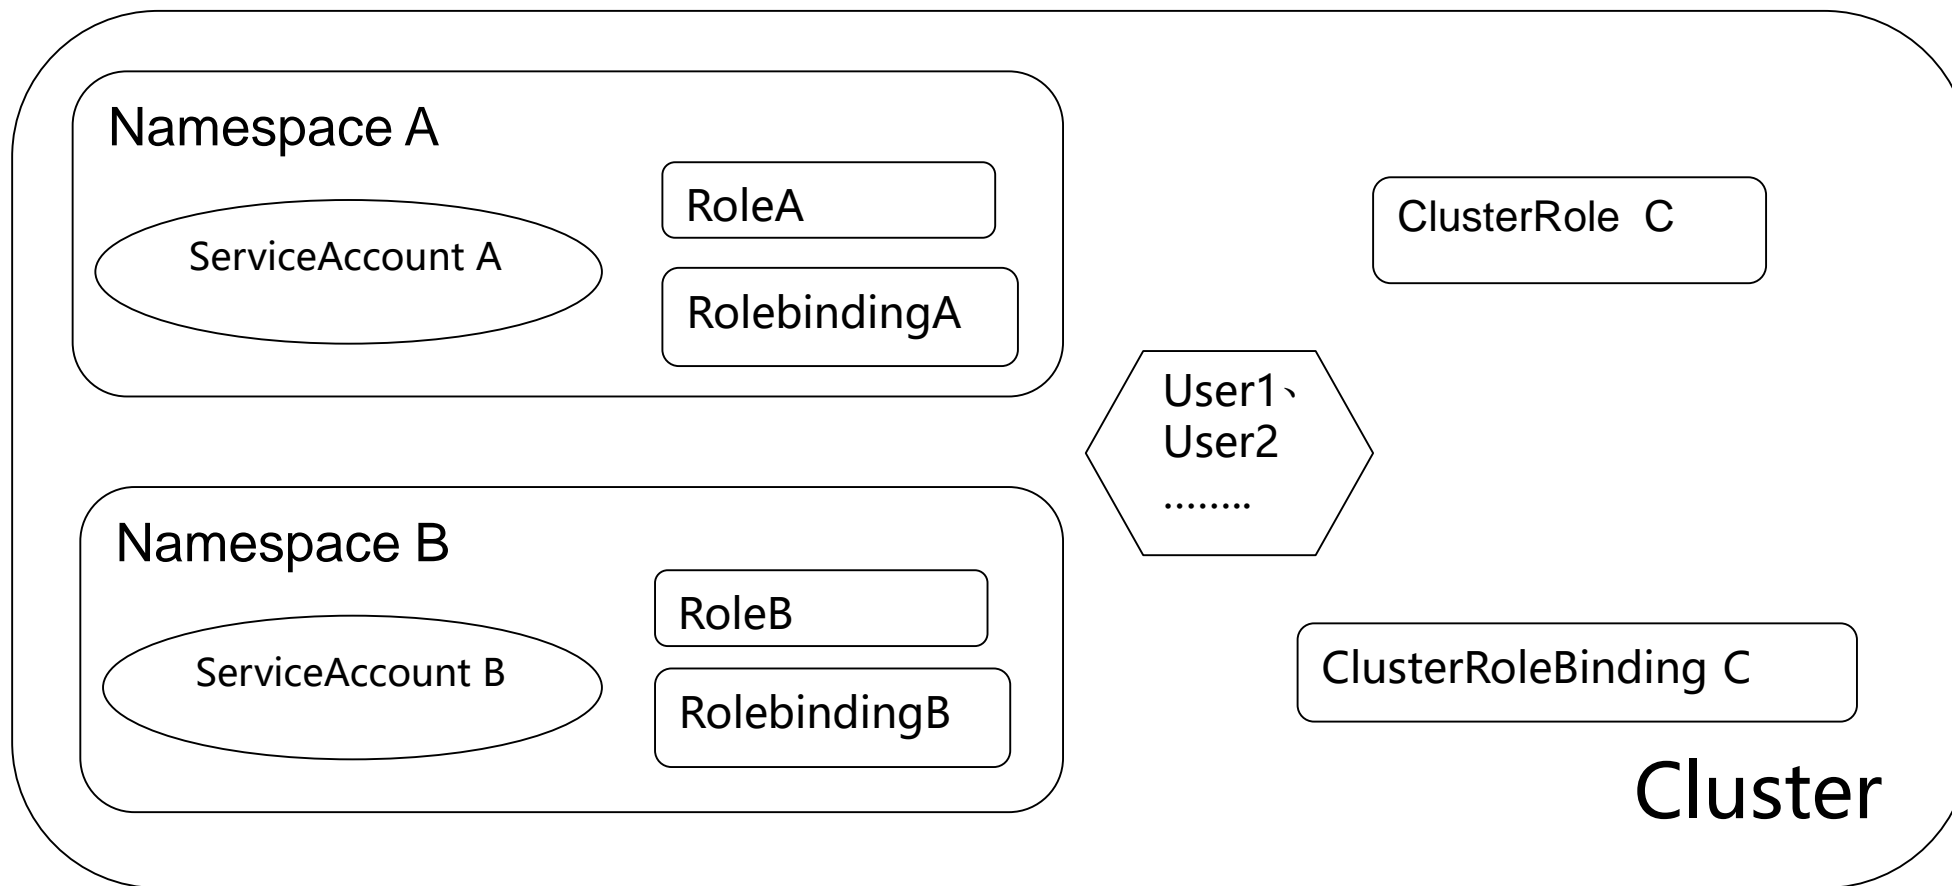 Namespace A
ServiceAccount A
RoleA
RolebindingA
ClusterRole  C
User1、
User2
........
Namespace B
ServiceAccount B
RoleB
RolebindingB
ClusterRoleBinding C
Cluster